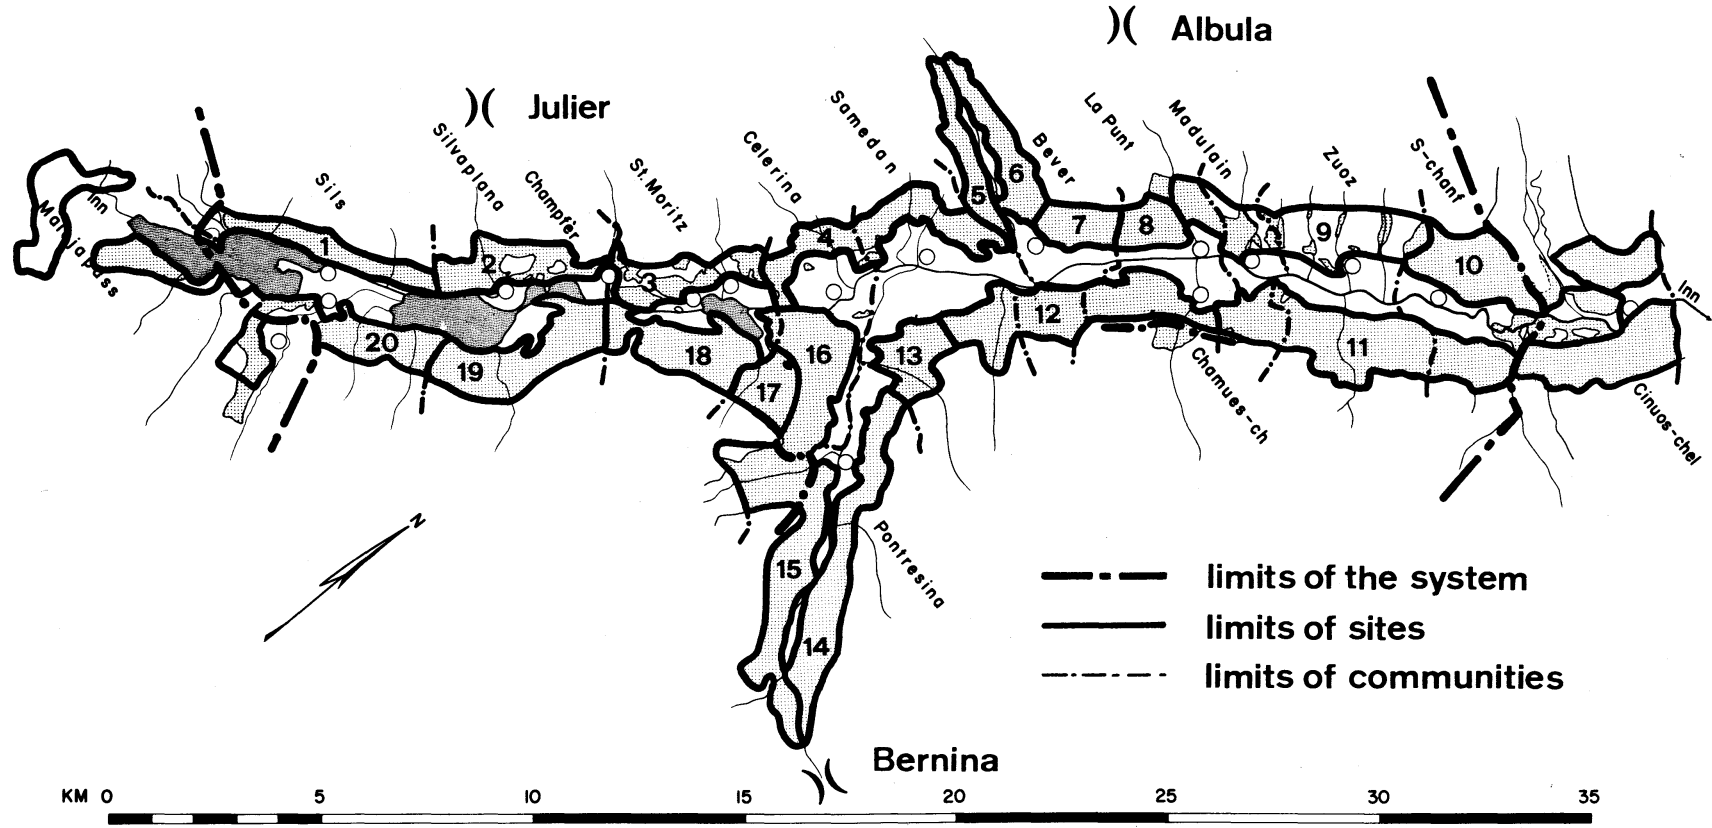 )( Albula
)( Julier
Samedan
La Punt
Madulain
Silvaplana
Celerina
Bever
S-chanf
St. Moritz
Zuoz
Champfèr
Sils
Inn
Malojapass
6
5
7
8
9
1
4
2
10
3
Inn
12
20
19
18
16
13
11
17
Chamues-ch
Cinuos-chel
N
Pontresina
15
14
limits of the system
limits of sites
limits of communities
Bernina
)(
KM 0 5 10 15 20 25 30 35